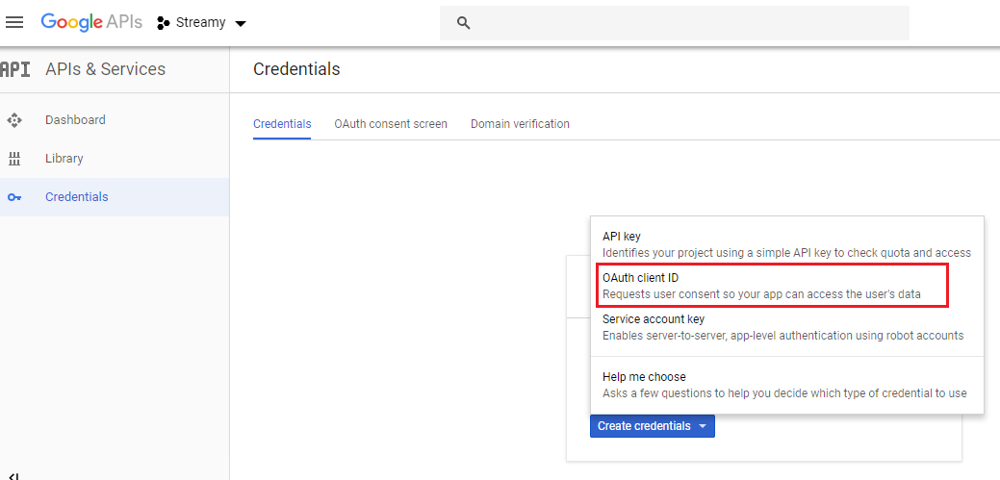 Google APIs Streamy
API APIs & Services
Credentials
Dashboard
Library
Credentials
Credentials OAuth consent screen Domain verification
API key
Identifies your project using a simple API key to check quota and access
OAuth client ID
Requests user consent so your app can access the user's data
Service account key
Enables server-to-server, app-level authentication using robot accounts
Help me choose
Asks a few questions to help you decide which type of credential to use
Create credentials